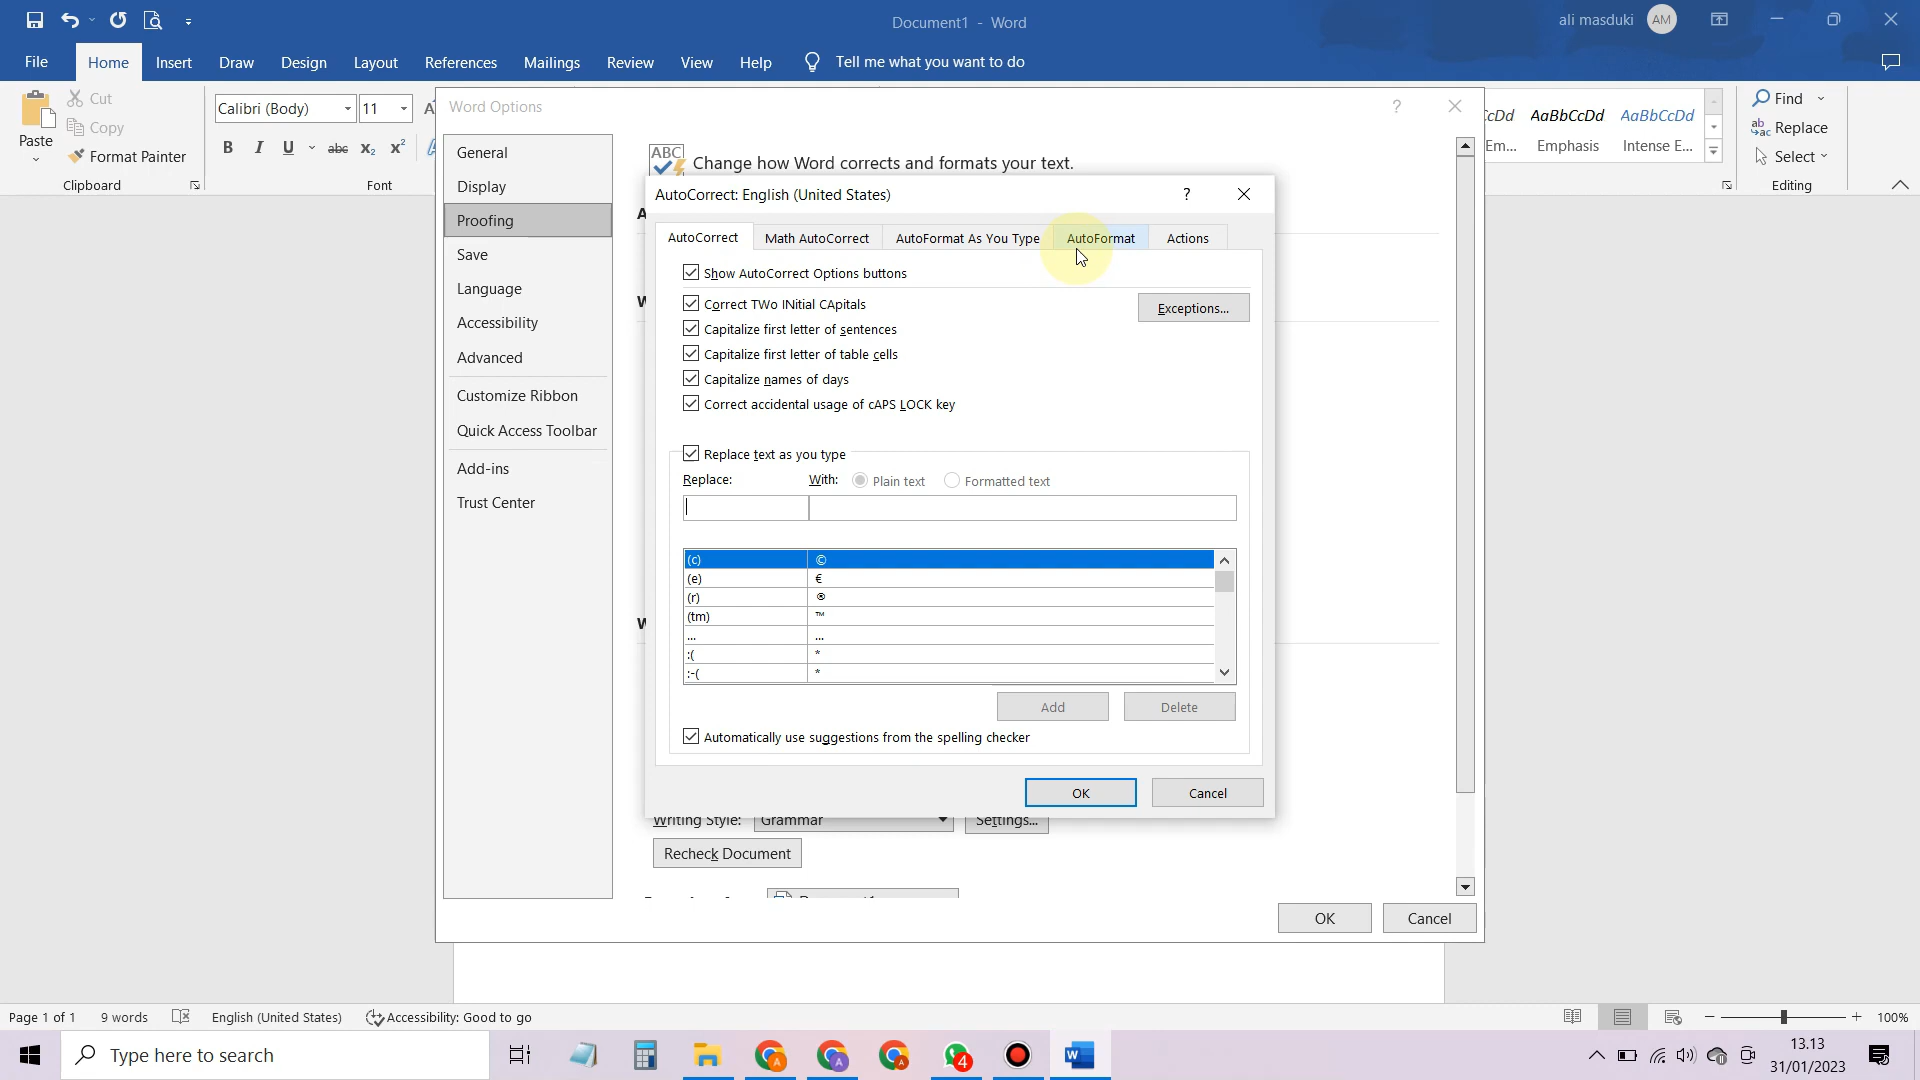 Document1 - Word
ali masduki AM
File Home Insert Draw Design Layout References Mailings Review View Help Tell me what you want to do
Paste
Cut
Copy
Format Painter
Clipboard
Calibri (Body) 11
B I U abc x₂ x²
Font
AaBbCcDd AaBbCcDd
Em... Emphasis Intense E...
Find
Replace
Select
Editing
Word Options
General
Display
Proofing
Save
Language
Accessibility
Advanced
Customize Ribbon
Quick Access Toolbar
Add-ins
Trust Center
ABC
Change how Word corrects and formats your text.
AutoCorrect: English (United States)
AutoCorrect Math AutoCorrect AutoFormat As You Type AutoFormat Actions
Show AutoCorrect Options buttons
Correct TWo INitial CApitals
Exceptions...
Capitalize first letter of sentences
Capitalize first letter of table cells
Capitalize names of days
Correct accidental usage of cAPS LOCK key
Replace text as you type
Replace: With: Plain text Formatted text
(c) ©
(e) €
(r) ®
(tm) ™
... …
:( *
:-( *
Add Delete
Automatically use suggestions from the spelling checker
OK Cancel
Writing Style: Grammar Settings...
Recheck Document
OK Cancel
Page 1 of 1 9 words English (United States) Accessibility: Good to go 100%
Type here to search
4
13.13
31/01/2023